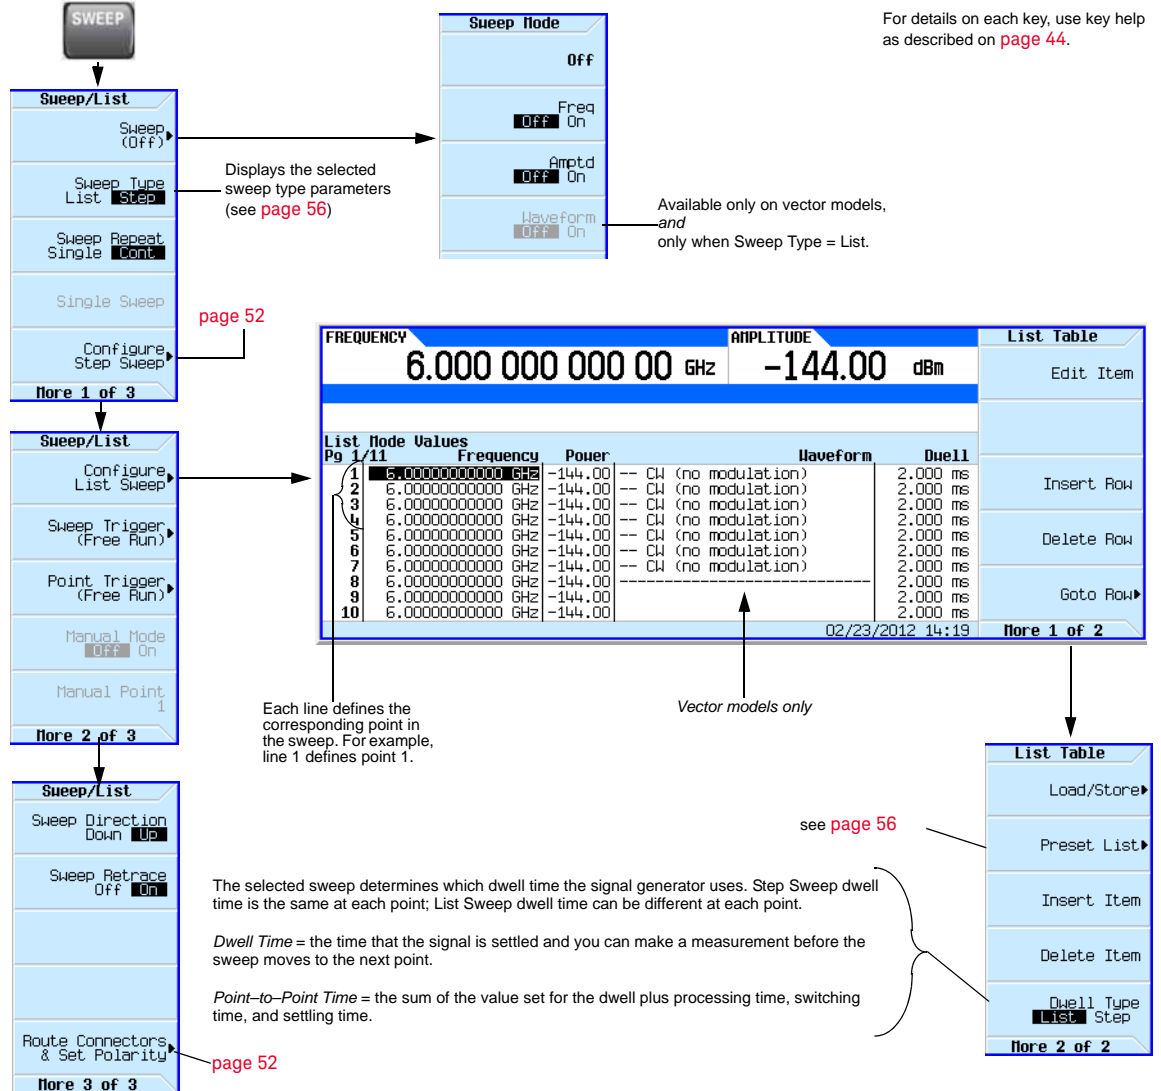 SWEEP
Sweep/List
Sweep
(Off)
Sweep Type
List Step
Sweep Repeat
Single Cont
Single Sweep
Configure
Step Sweep
More 1 of 3
Sweep Mode
Off
Freq
Off On
Amptd
Off On
Waveform
Off On
For details on each key, use key help
as described on page 44.
Displays the selected
sweep type parameters
(see page 56)
Available only on vector models,
and
only when Sweep Type = List.
page 52
Sweep/List
Configure
List Sweep
Sweep Trigger
(Free Run)
Point Trigger
(Free Run)
Manual Mode
Off On
Manual Point
1
More 2 of 3
FREQUENCY AMPLITUDE
6.000 000 000 00 GHz -144.00 dBm
List Mode Values
Pg 1/11 Frequency Power Waveform Dwell
1 6.00000000000 GHz -144.00 -- CW (no modulation) 2.000 ms
2 6.00000000000 GHz -144.00 -- CW (no modulation) 2.000 ms
3 6.00000000000 GHz -144.00 -- CW (no modulation) 2.000 ms
4 6.00000000000 GHz -144.00 -- CW (no modulation) 2.000 ms
5 6.00000000000 GHz -144.00 -- CW (no modulation) 2.000 ms
6 6.00000000000 GHz -144.00 -- CW (no modulation) 2.000 ms
7 6.00000000000 GHz -144.00 -- CW (no modulation) 2.000 ms
8 6.00000000000 GHz -144.00 ---------------------------- 2.000 ms
9 6.00000000000 GHz -144.00 2.000 ms
10 6.00000000000 GHz -144.00 2.000 ms
02/23/2012 14:19
List Table
Edit Item
Insert Row
Delete Row
Goto Row
More 1 of 2
Each line defines the
corresponding point in
the sweep. For example,
line 1 defines point 1.
Vector models only
List Table
Load/Store
Preset List
Insert Item
Delete Item
Dwell Type
List Step
More 2 of 2
see page 56
Sweep/List
Sweep Direction
Down Up
Sweep Retrace
Off On
Route Connectors
& Set Polarity
More 3 of 3
page 52
The selected sweep determines which dwell time the signal generator uses. Step Sweep dwell
time is the same at each point; List Sweep dwell time can be different at each point.
Dwell Time = the time that the signal is settled and you can make a measurement before the
sweep moves to the next point.
Point–to–Point Time = the sum of the value set for the dwell plus processing time, switching
time, and settling time.